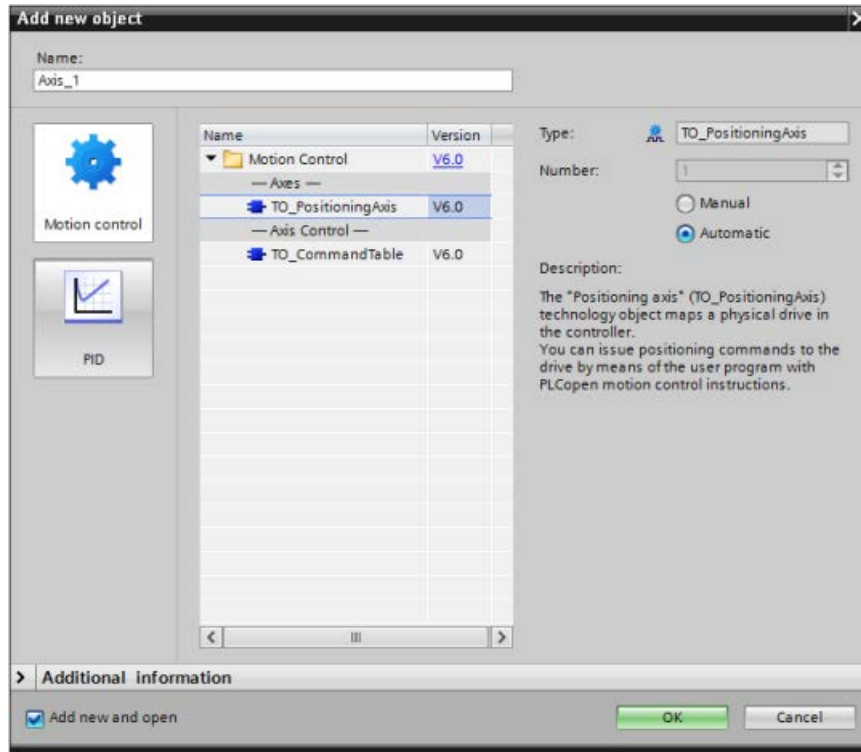 Add new object
Name:
Axis_1
Motion control
PID
Name Version
Motion Control V6.0
— Axes —
TO_PositioningAxis V6.0
— Axis Control —
TO_CommandTable V6.0
Type: TO_PositioningAxis
Number: 1
Manual
Automatic
Description:
The "Positioning axis" (TO_PositioningAxis)
technology object maps a physical drive in
the controller.
You can issue positioning commands to the
drive by means of the user program with
PLCopen motion control instructions.
Additional information
Add new and open
OK Cancel